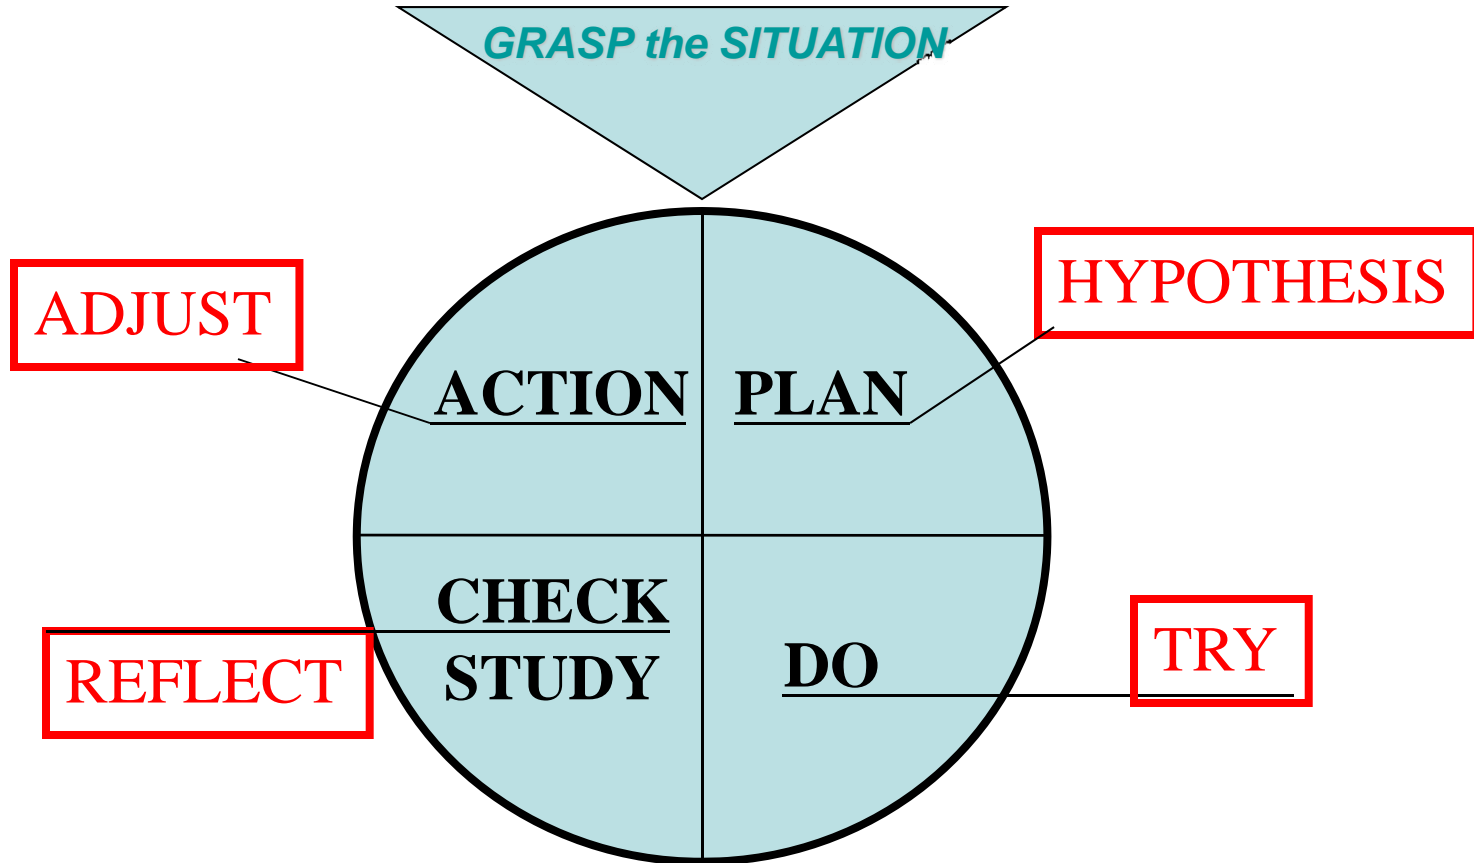 GRASP the SITUATION
ADJUST
HYPOTHESIS
ACTION
PLAN
CHECK
STUDY
REFLECT
DO
TRY